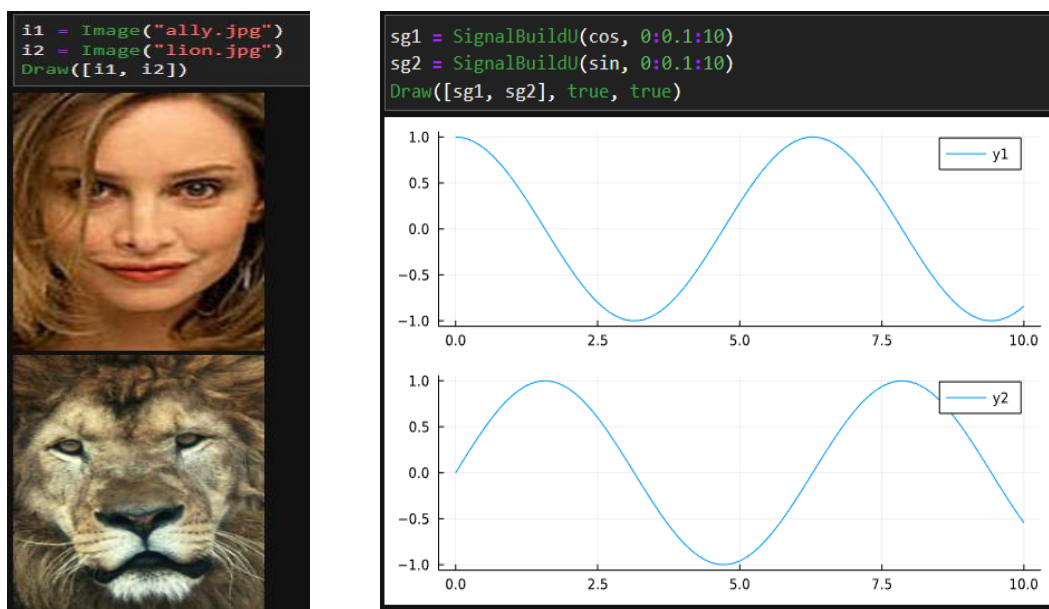 i1 = Image("ally.jpg")
i2 = Image("lion.jpg")
Draw([i1, i2])
sg1 = SignalBuildU(cos, 0:0.1:10)
sg2 = SignalBuildU(sin, 0:0.1:10)
Draw([sg1, sg2], true, true)
1.0
0.5
0.0
−0.5
−1.0
0.0 2.5 5.0 7.5 10.0
y1
1.0
0.5
0.0
−0.5
−1.0
0.0 2.5 5.0 7.5 10.0
y2